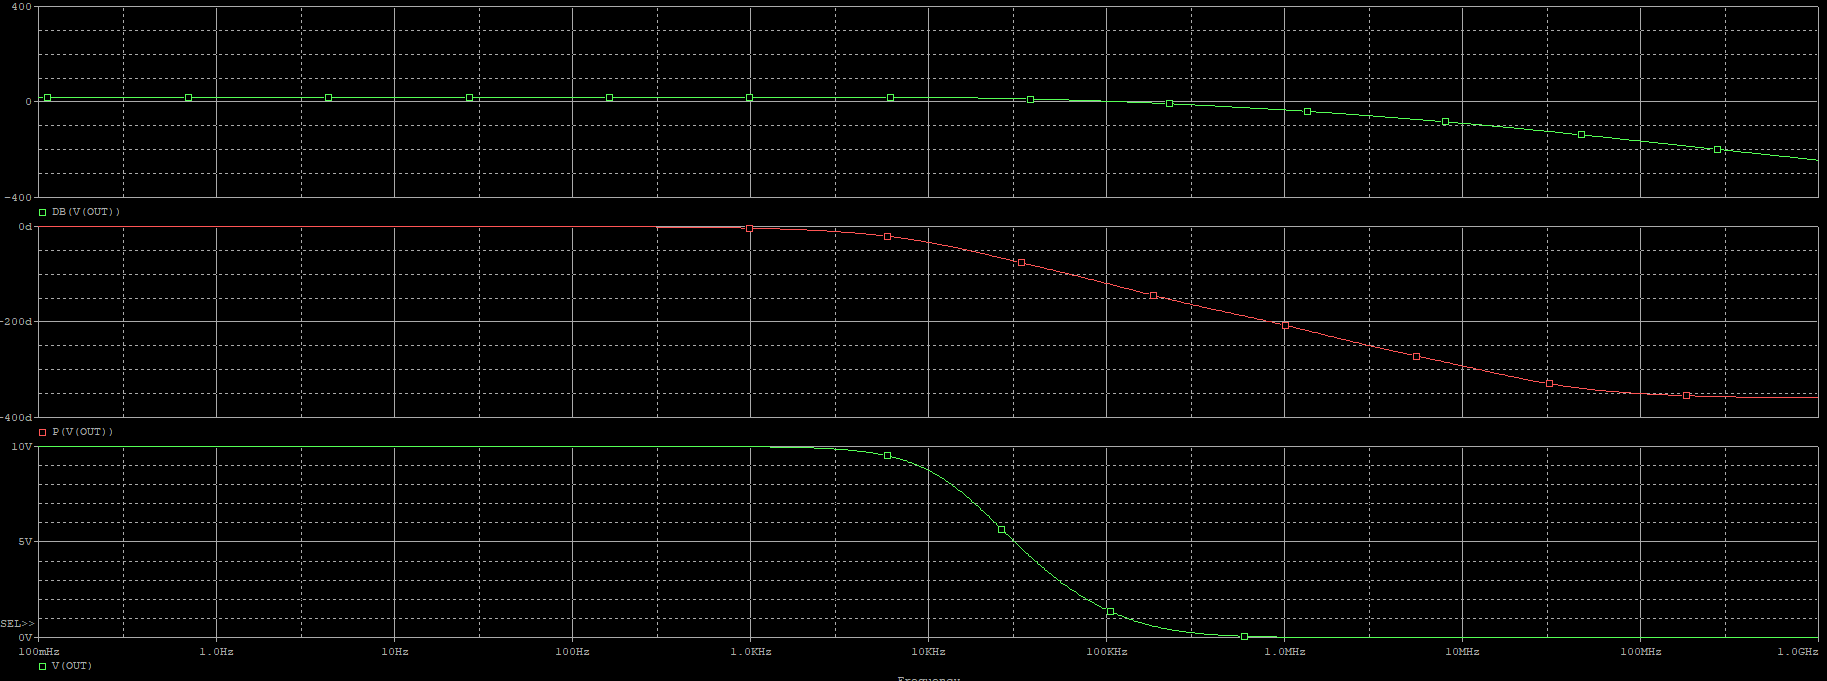 400
0
-400
DB(V(OUT))
0d
-200d
-400d
P(V(OUT))
10V
5V
SEL>>
0V
100mHz 1.0Hz 10Hz 100Hz 1.0KHz 10KHz 100KHz 1.0MHz 10MHz 100MHz 1.0GHz
V(OUT)
Frequency